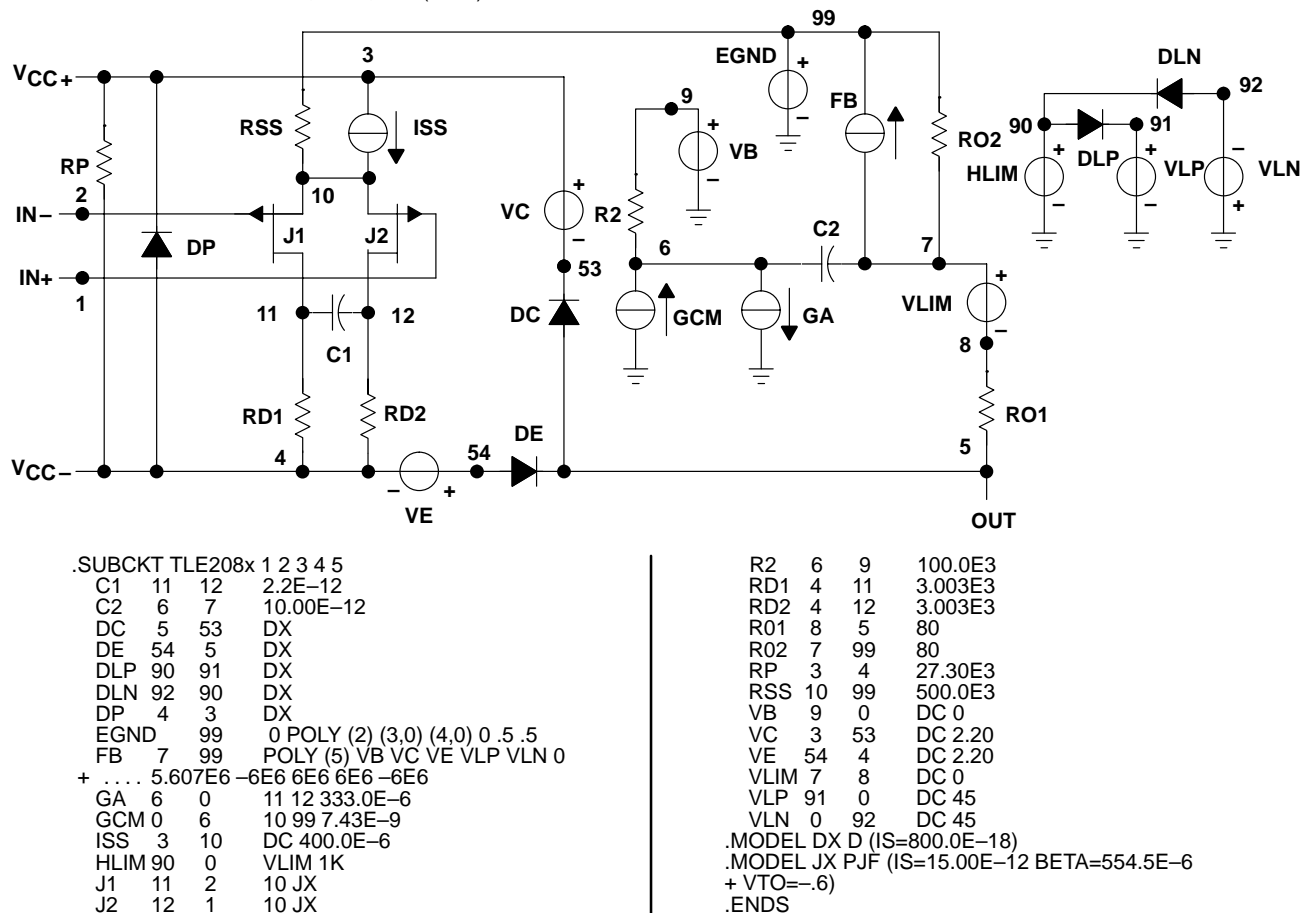 99
3
DLN
VCC+
EGND
+
−
9
FB
92
RSS
ISS
+
−
VB
RO2
90
91
RP
10
HLIM
+
−
DLP
+
−
VLP
−
+
VLN
2
IN−
DP
J1
J2
VC
+
−
R2
C2
6
7
IN+
1
53
11
12
C1
DC
GCM
GA
VLIM
+
−
8
RD1
RD2
DE
RO1
4
54
5
VCC−
−
+
VE
OUT
.SUBCKT TLE208x 1 2 3 4 5
C1 11 12 2.2E−12
C2 6 7 10.00E−12
DC 5 53 DX
DE 54 5 DX
DLP 90 91 DX
DLN 92 90 DX
DP 4 3 DX
EGND 99 0 POLY (2) (3,0) (4,0) 0 .5 .5
FB 7 99 POLY (5) VB VC VE VLP VLN 0
+ . . . . 5.607E6 −6E6 6E6 6E6 −6E6
GA 6 0 11 12 333.0E−6
GCM 0 6 10 99 7.43E−9
ISS 3 10 DC 400.0E−6
HLIM 90 0 VLIM 1K
J1 11 2 10 JX
J2 12 1 10 JX
R2 6 9 100.0E3
RD1 4 11 3.003E3
RD2 4 12 3.003E3
R01 8 5 80
R02 7 99 80
RP 3 4 27.30E3
RSS 10 99 500.0E3
VB 9 0 DC 0
VC 3 53 DC 2.20
VE 54 4 DC 2.20
VLIM 7 8 DC 0
VLP 91 0 DC 45
VLN 0 92 DC 45
.MODEL DX D (IS=800.0E−18)
.MODEL JX PJF (IS=15.00E−12 BETA=554.5E−6
+ VTO=−.6)
.ENDS